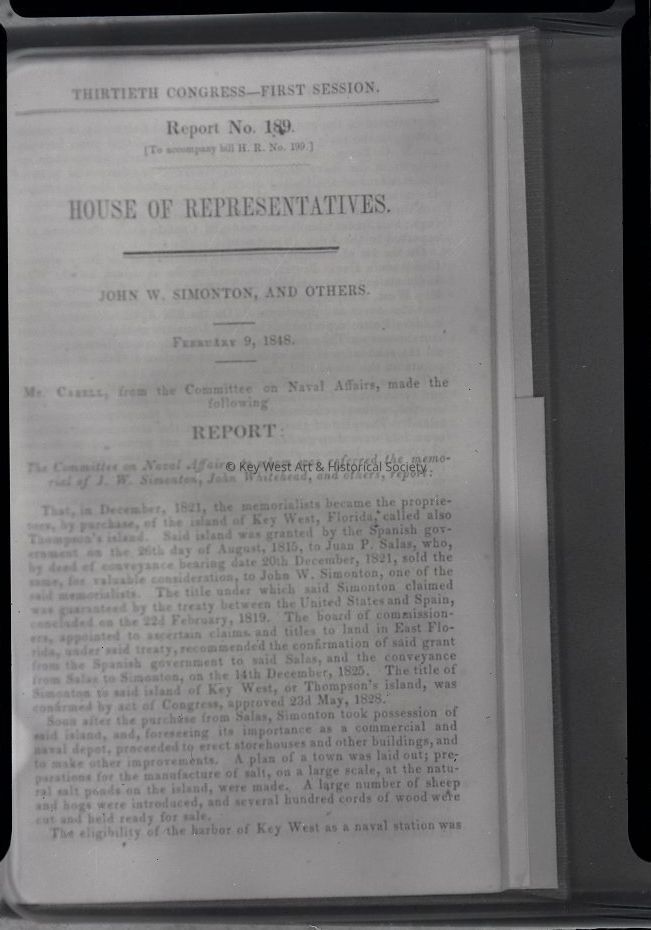 THIRTIETH CONGRESS—FIRST SESSION.
Report No. 189.
[To accompany bill H. R. No. 199.]
HOUSE OF REPRESENTATIVES.
JOHN W. SIMONTON, AND OTHERS.
FEBRUARY 9, 1848.
MR. CABELL, from the Committee on Naval Affairs, made the
following
REPORT:
The Committee on Naval Affairs, to whom was referred the memo-
rial of J. W. Simonton, John Whitehead, and others, report:
© Key West Art & Historical Society
That, in December, 1821, the memorialists became the proprie-
tors, by purchase, of the island of Key West, Florida, called also
Thompson's island. Said island was granted by the Spanish gov-
ernment on the 26th day of August, 1815, to Juan P. Salas, who,
by deed of conveyance bearing date 20th December, 1821, sold the
same, for valuable consideration, to John W. Simonton, one of the
said memorialists. The title under which said Simonton claimed
was guarantied by the treaty between the United States and Spain,
concluded on the 22d February, 1819. The board of commission-
ers, appointed to ascertain claims and titles to land in East Flo-
rida, under said treaty, recommended the confirmation of said grant
from the Spanish government to said Salas, and the conveyance
from Salas to Simonton, on the 14th December, 1825. The title of
Simonton to said island of Key West, or Thompson's island, was
confirmed by act of Congress, approved 23d May, 1828.
Soon after the purchase from Salas, Simonton took possession of
said island, and, foreseeing its importance as a commercial and
naval depot, proceeded to erect storehouses and other buildings, and
to make other improvements. A plan of a town was laid out; pre-
parations for the manufacture of salt, on a large scale, at the natu-
ral salt ponds on the island, were made. A large number of sheep
and hogs were introduced, and several hundred cords of wood were
cut and held ready for sale.
The eligibility of the harbor of Key West as a naval station was